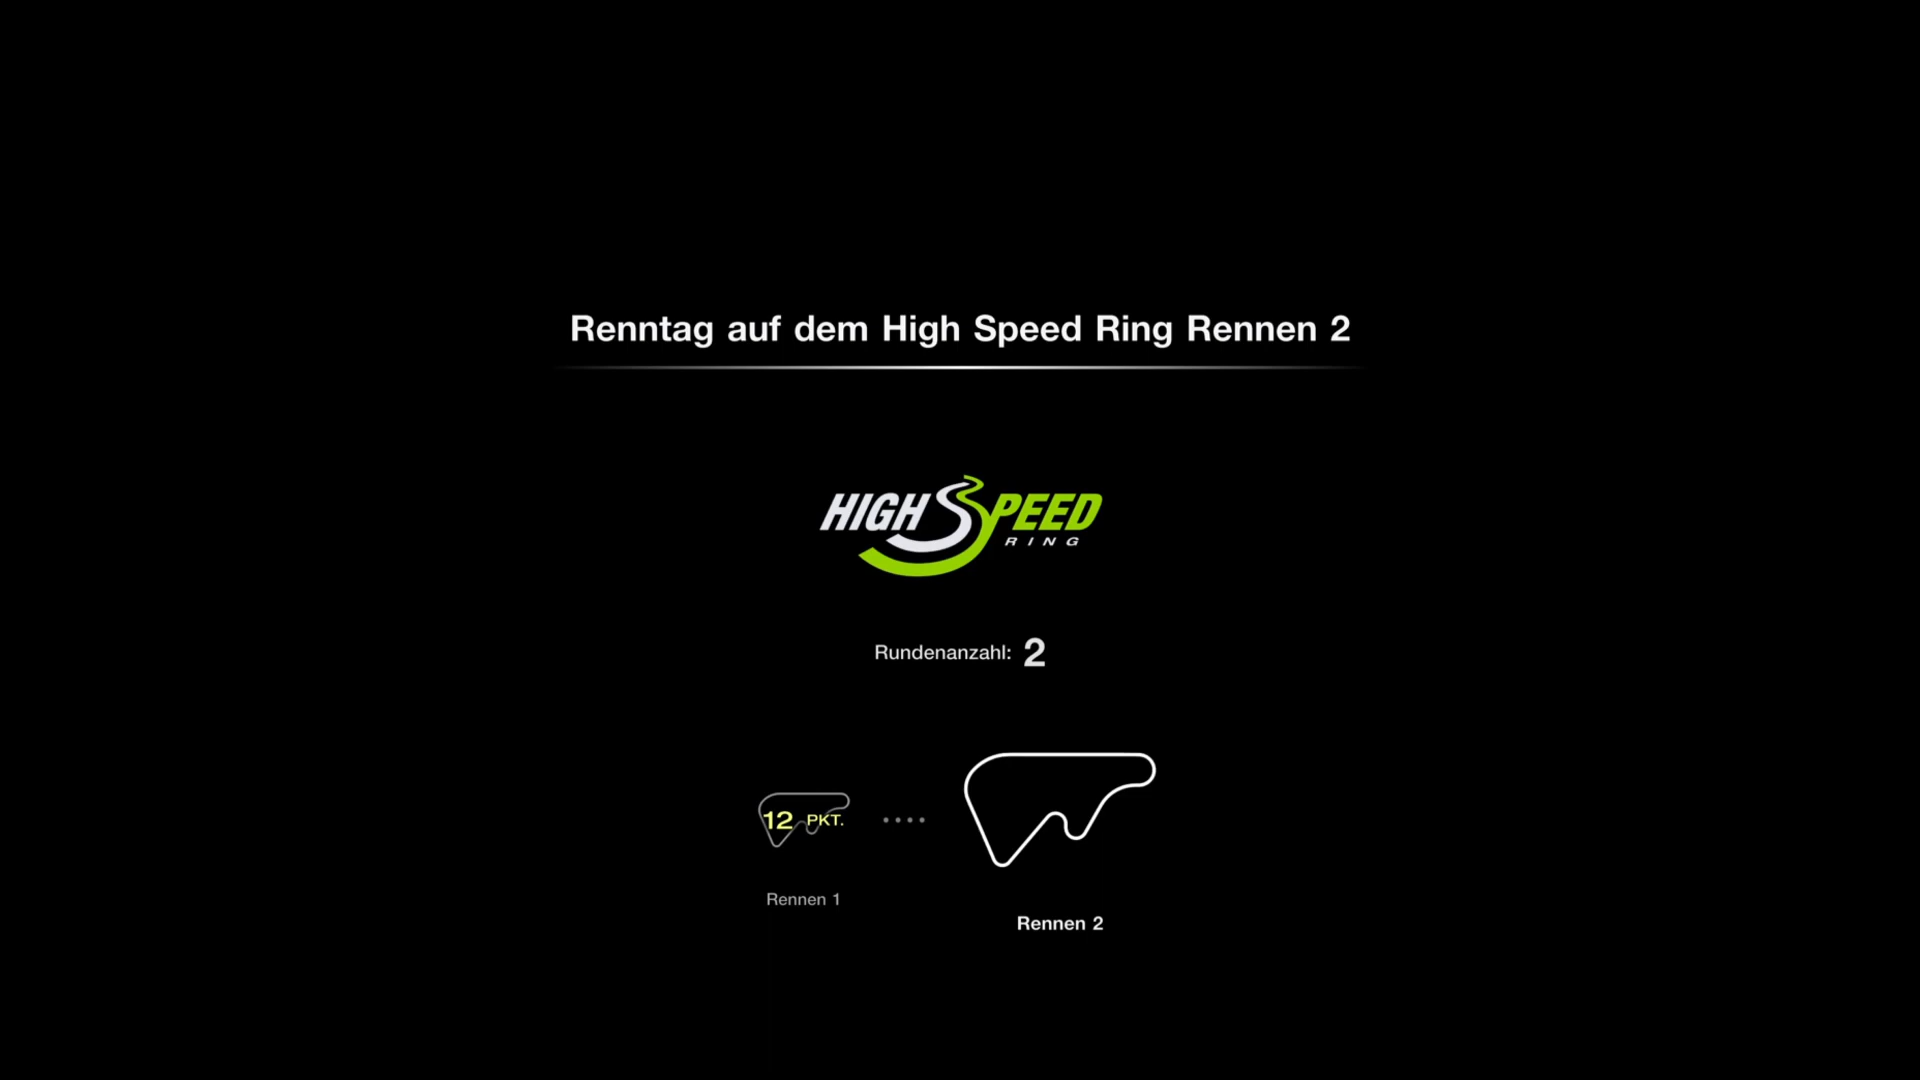 Renntag auf dem High Speed Ring Rennen 2
HIGH SPEED
RING
Rundenanzahl: 2
12 PKT.
Rennen 1
Rennen 2